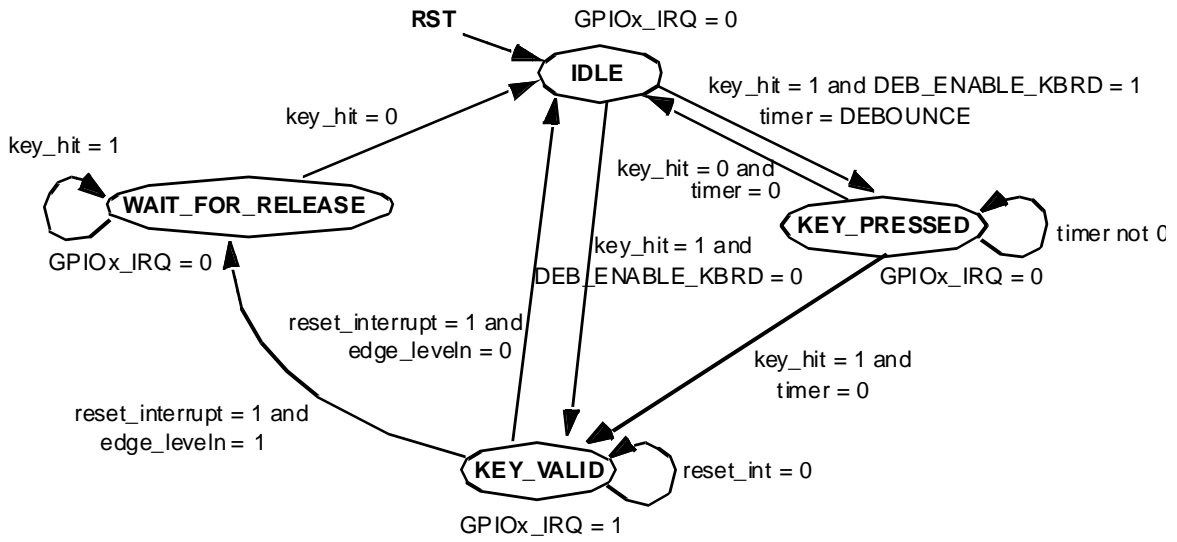 RST
GPIOx_IRQ = 0
IDLE
key_hit = 1 and DEB_ENABLE_KBRD = 1
timer = DEBOUNCE
key_hit = 0
key_hit = 1
WAIT_FOR_RELEASE
GPIOx_IRQ = 0
key_hit = 0 and
timer = 0
KEY_PRESSED
timer not 0
GPIOx_IRQ = 0
key_hit = 1 and
DEB_ENABLE_KBRD = 0
reset_interrupt = 1 and
edge_leveln = 0
key_hit = 1 and
timer = 0
reset_interrupt = 1 and
edge_leveln = 1
KEY_VALID
reset_int = 0
GPIOx_IRQ = 1